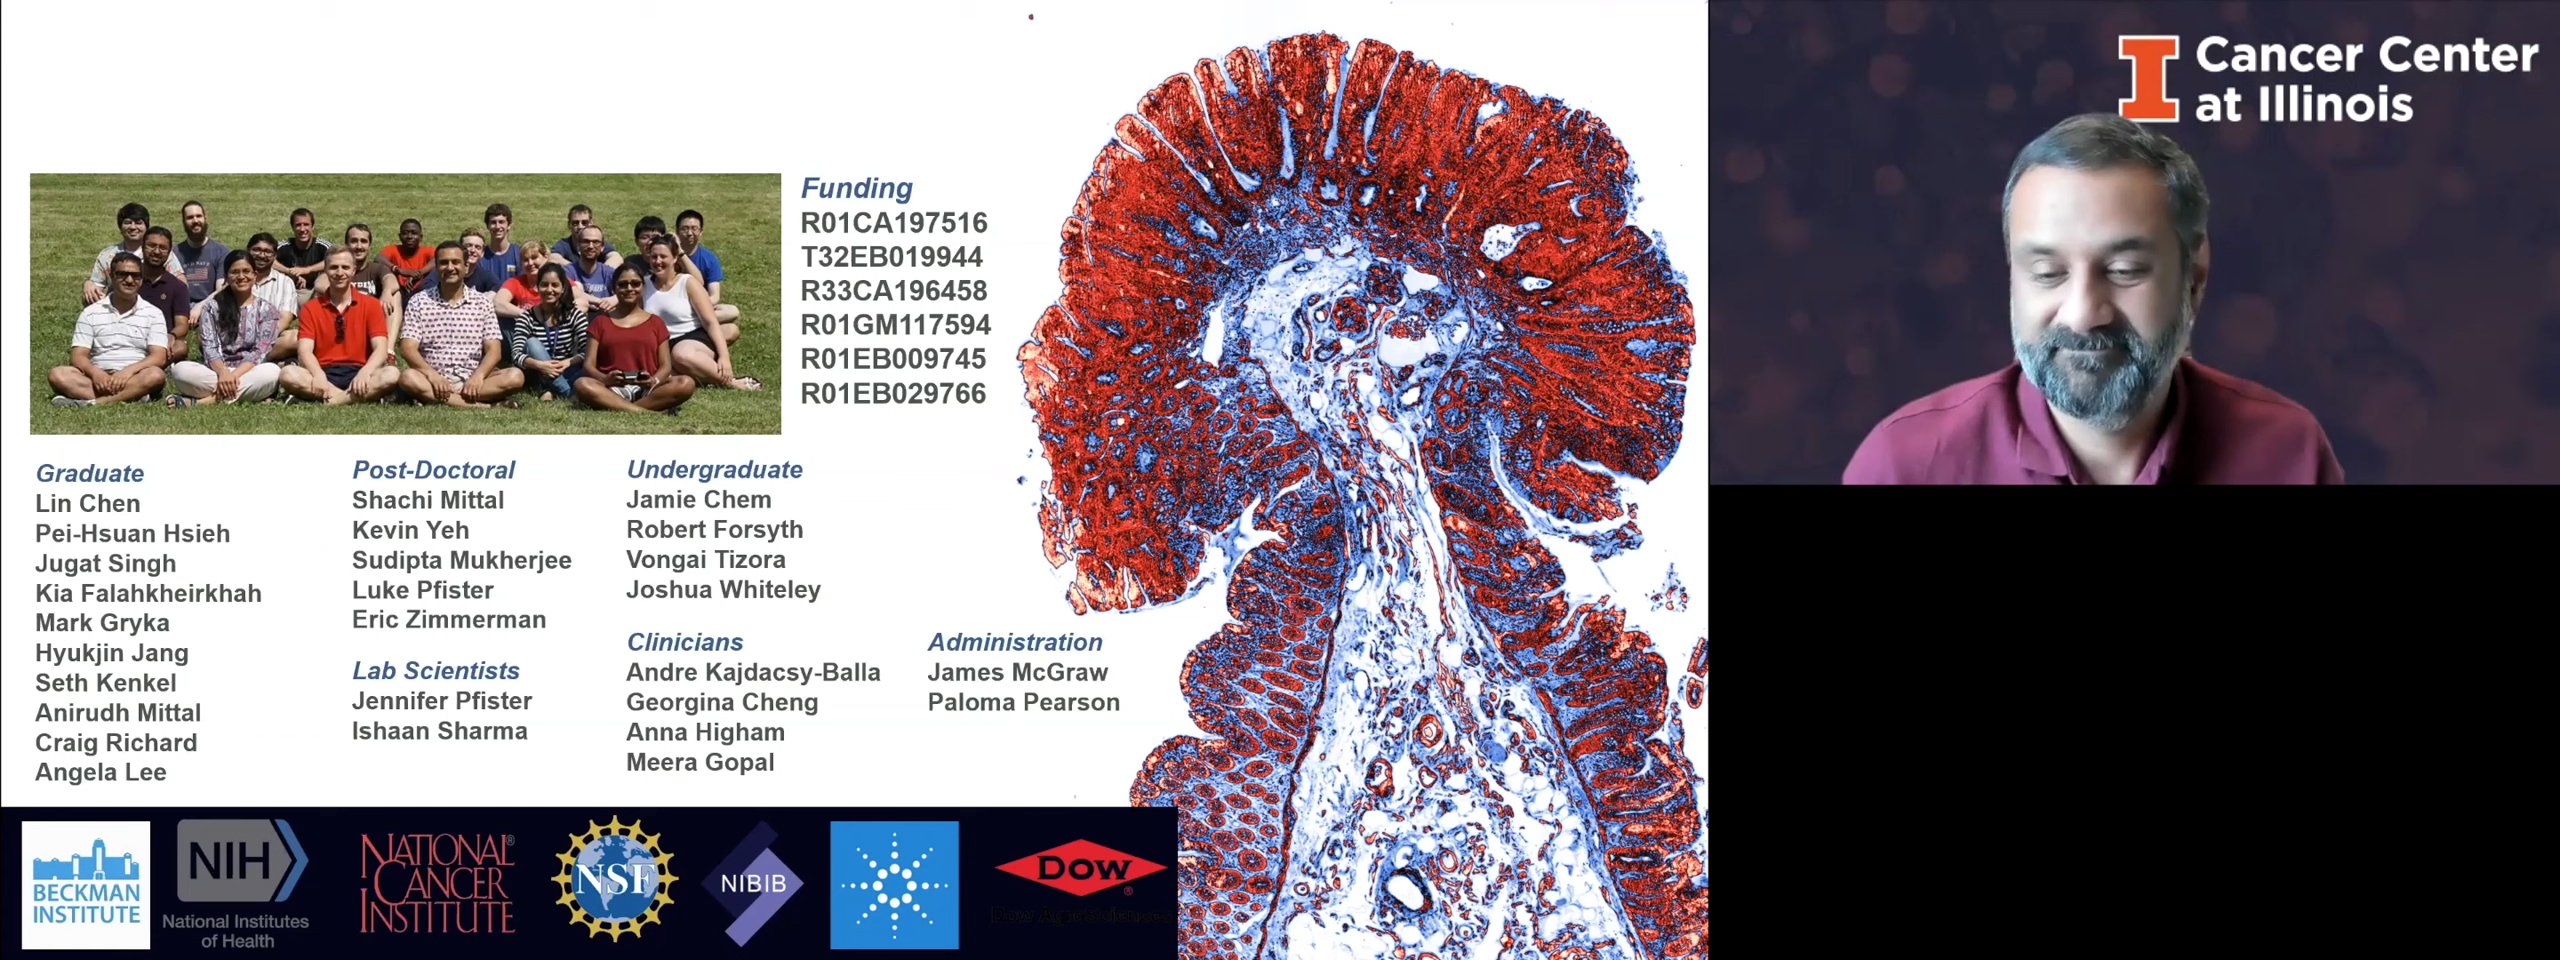 Funding
R01CA197516
T32EB019944
R33CA196458
R01GM117594
R01EB009745
R01EB029766
Graduate
Lin Chen
Pei-Hsuan Hsieh
Jugat Singh
Kia Falahkheirkhah
Mark Gryka
Hyukjin Jang
Seth Kenkel
Anirudh Mittal
Craig Richard
Angela Lee
Post-Doctoral
Shachi Mittal
Kevin Yeh
Sudipta Mukherjee
Luke Pfister
Eric Zimmerman
Lab Scientists
Jennifer Pfister
Ishaan Sharma
Undergraduate
Jamie Chem
Robert Forsyth
Vongai Tizora
Joshua Whiteley
Clinicians
Andre Kajdacsy-Balla
Georgina Cheng
Anna Higham
Meera Gopal
Administration
James McGraw
Paloma Pearson
BECKMAN
INSTITUTE
NIH
National Institutes
of Health
NATIONAL®
CANCER
INSTITUTE
NSF
NIBIB
Dow
®
Dow AgroSciences
Cancer Center
at Illinois